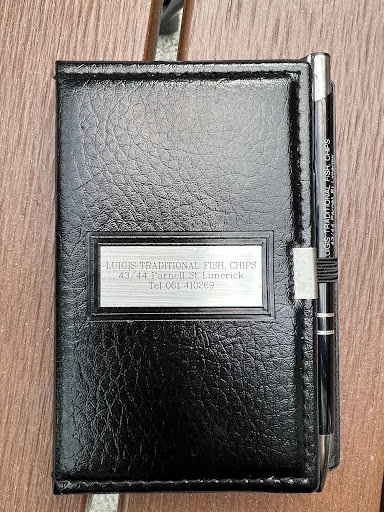 LUIGIS TRADITIONAL FISH, CHIPS
43/44 Parnell St Limerick
Tel 061 410269
LUIGIS TRADITIONAL FISH, CHIPS